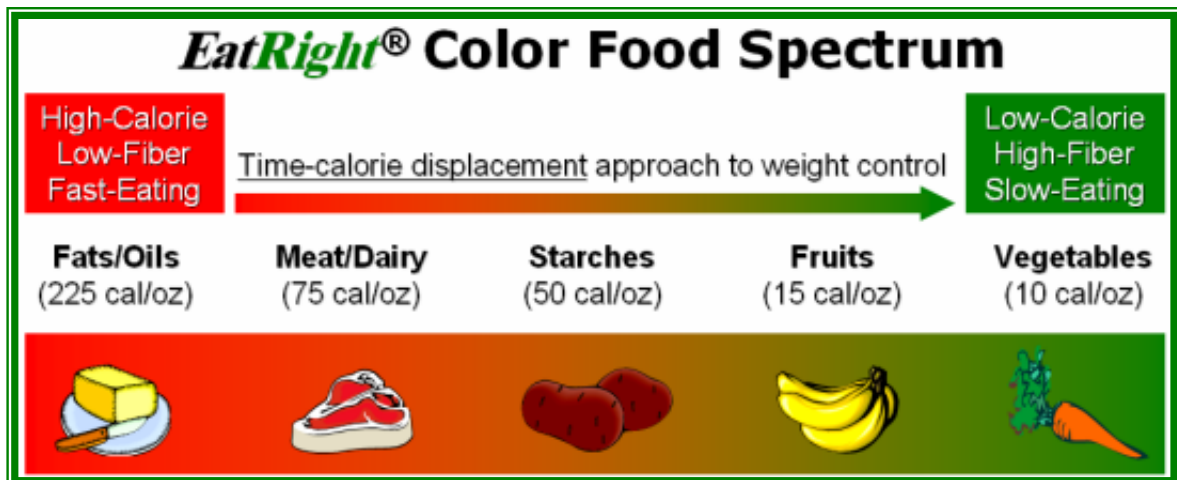 EatRight® Color Food Spectrum
High-Calorie
Low-Fiber
Fast-Eating
Time-calorie displacement approach to weight control
Low-Calorie
High-Fiber
Slow-Eating
Fats/Oils
(225 cal/oz)
Meat/Dairy
(75 cal/oz)
Starches
(50 cal/oz)
Fruits
(15 cal/oz)
Vegetables
(10 cal/oz)